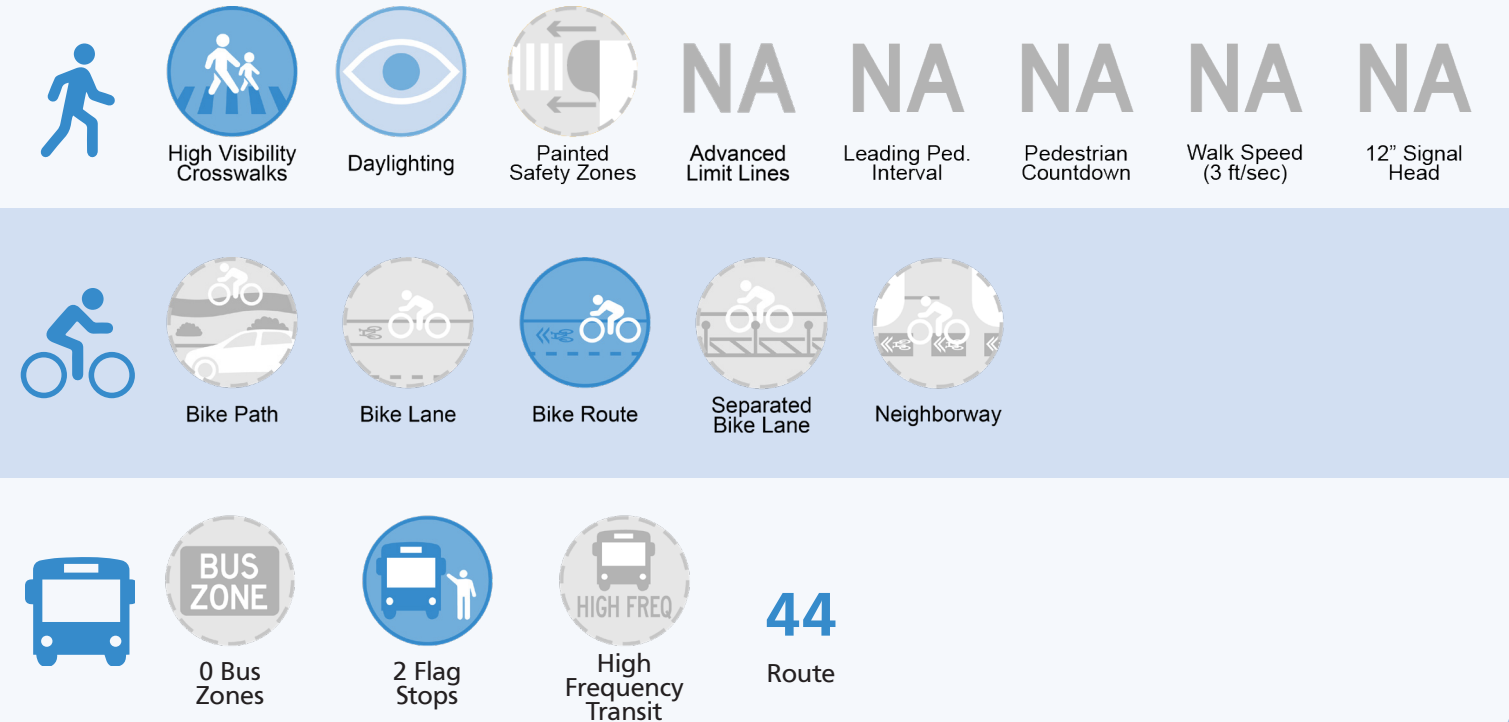 NA NA NA NA NA
High Visibility
Crosswalks
Daylighting
Painted
Safety Zones
Advanced
Limit Lines
Leading Ped.
Interval
Pedestrian
Countdown
Walk Speed
(3 ft/sec)
12” Signal
Head
Bike Path
Bike Lane
Bike Route
Separated
Bike Lane
Neighborway
BUS
ZONE
0 Bus
Zones
2 Flag
Stops
HIGH FREQ
High
Frequency
Transit
44
Route